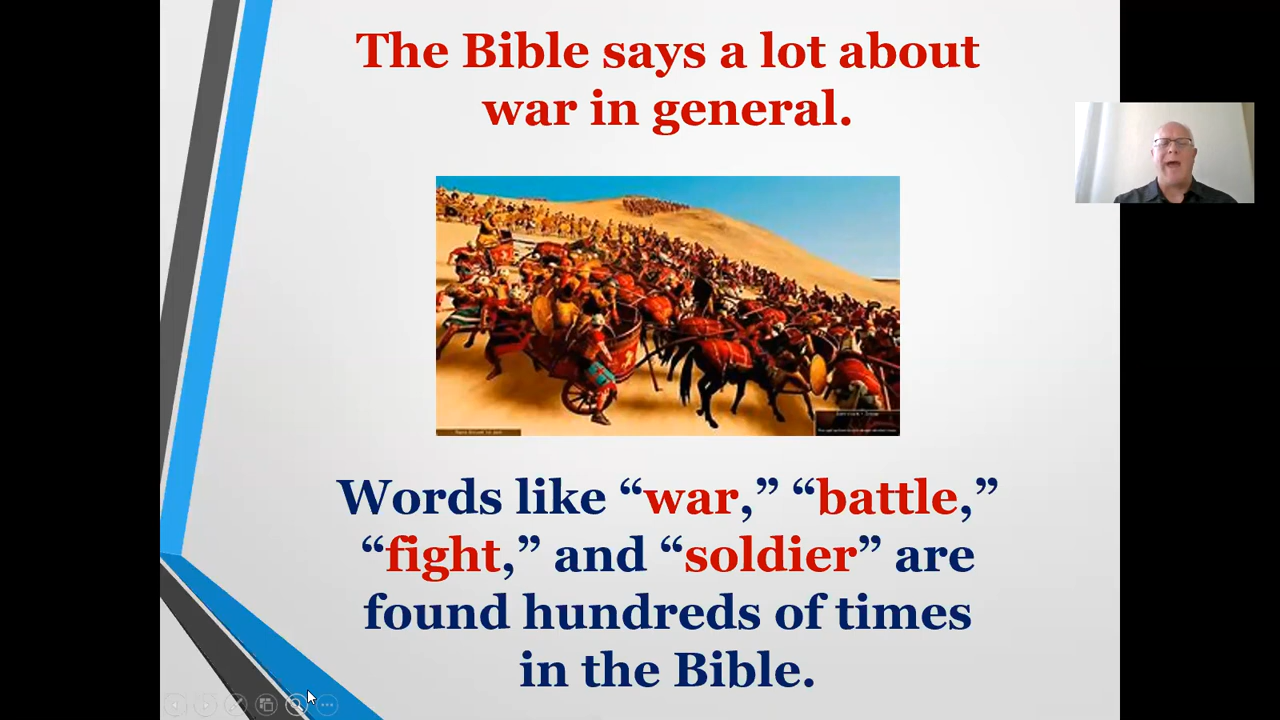 The Bible says a lot about
war in general.
Words like “war,” “battle,”
“fight,” and “soldier” are
found hundreds of times
in the Bible.